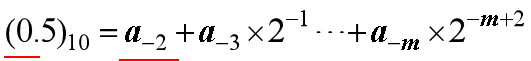 (0.5)₁₀ = a₋₂ + a₋₃ × 2⁻¹ ⋯ + a₋ₘ × 2⁻ᵐ⁺²